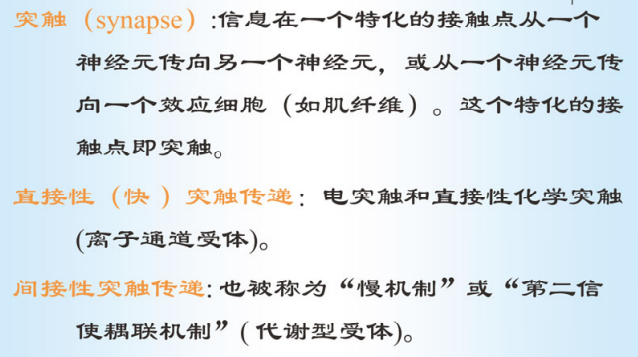 突触（synapse）:信息在一个特化的接触点从一个
神经元传向另一个神经元，或从一个神经元传
向一个效应细胞（如肌纤维）。这个特化的接
触点即突触。
直接性（快 ）突触传递：电突触和直接性化学突触
(离子通道受体)。
间接性突触传递:也被称为“慢机制”或“第二信
使耦联机制”( 代谢型受体)。